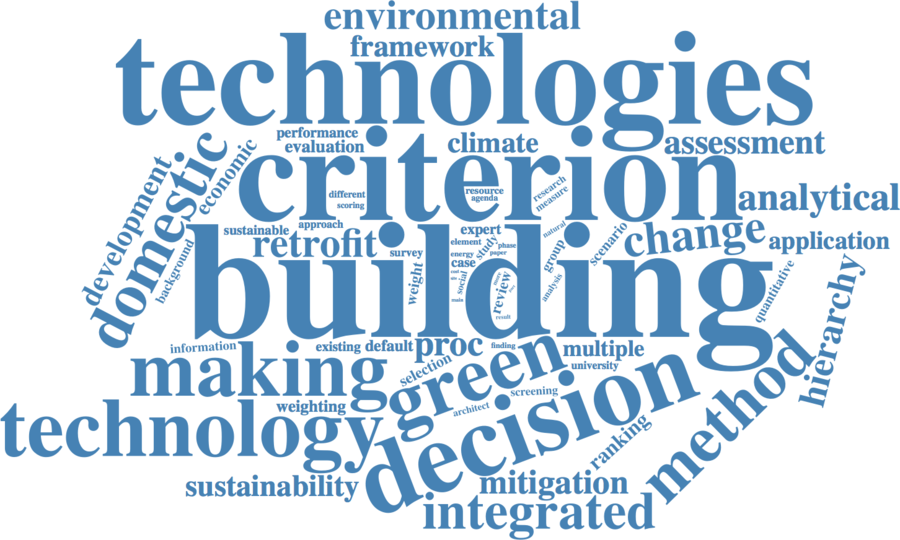 environmental
framework
technologies
performance
evaluation
climate
assessment
criterion
domestic
economic
development
different
scoring
resource
agenda
research
measure
analytical
sustainable
approach
retrofit
background
survey
expert
element
study
phase
paper
natural
group
scenario
change
application
building
weight
energy
case
cost
social
main
review
result
analysis
quantitative
hierarchy
information
existing
default
proc
finding
multiple
university
making
selection
green
screening
architect
decision
method
technology
weighting
ranking
sustainability
mitigation
integrated